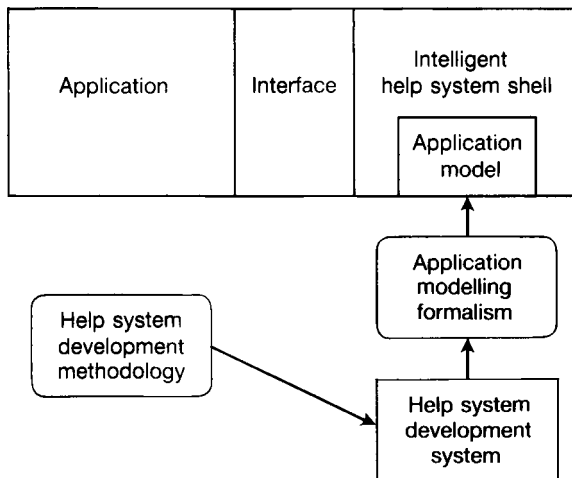 Application
Interface
Intelligent
help system shell
Application
model
Application
modelling
formalism
Help system
development
methodology
Help system
development
system